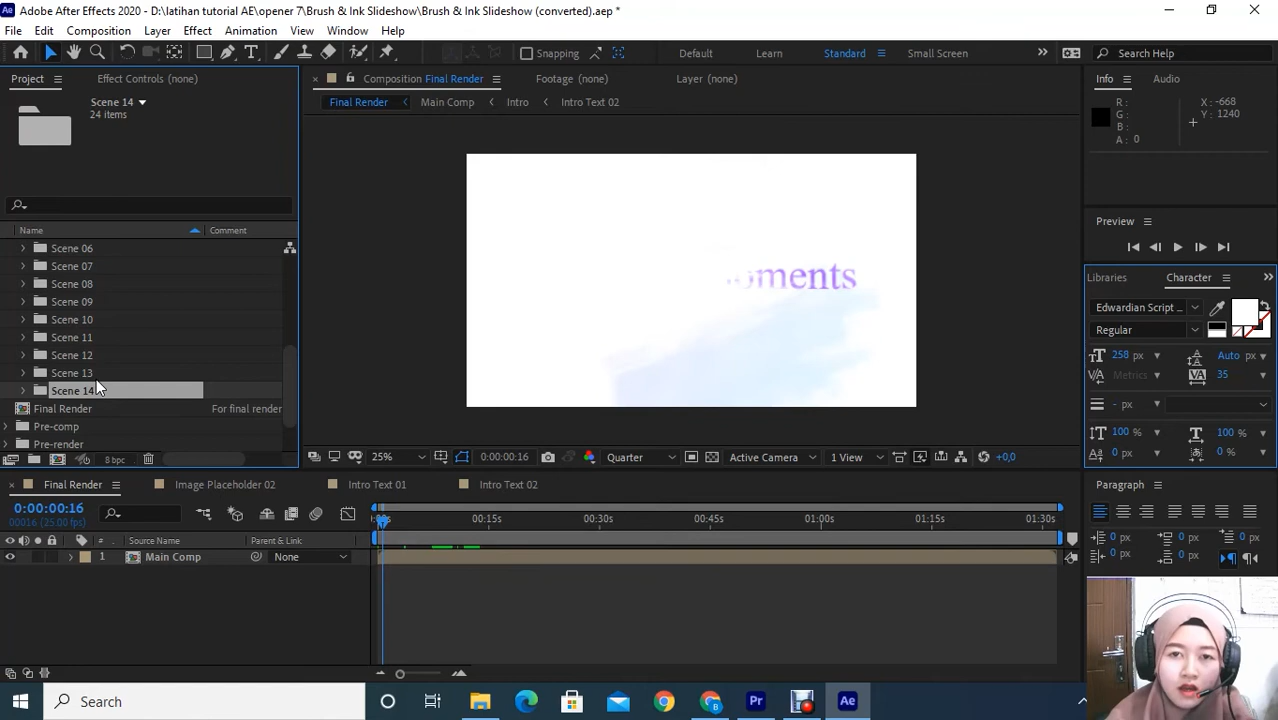 Adobe After Effects 2020 - D:\latihan tutorial AE\opener 7\Brush & Ink Slideshow\Brush & Ink Slideshow (converted).aep *
File Edit Composition Layer Effect Animation View Window Help
Snapping Default Learn Standard Small Screen Search Help
Project Effect Controls (none) Composition Final Render Footage (none) Layer (none) Info Audio
Scene 14
24 items
Final Render Main Comp Intro Intro Text 02
R :
G :
B :
A : 0
X : -668
Y : 1240
Name Comment
Scene 06
Scene 07
Scene 08
Scene 09
Scene 10
Scene 11
Scene 12
Scene 13
Scene 14
Final Render For final render
Pre-comp
Pre-render
8 bpc
oments
Preview
Libraries Character
Edwardian Script ...
Regular
258 px Auto px
Metrics 35
- px
100 % 100 %
0 px 0 %
25% 0:00:00:16 Quarter Active Camera 1 View +0,0
Final Render Image Placeholder 02 Intro Text 01 Intro Text 02
0:00:00:16
00016 (25.00 fps)
00:15s 00:30s 00:45s 01:00s 01:15s 01:30s
# Source Name Parent & Link
1 Main Comp None
Paragraph
0 px 0 px 0 px
0 px 0 px
Search
Pr
Ae